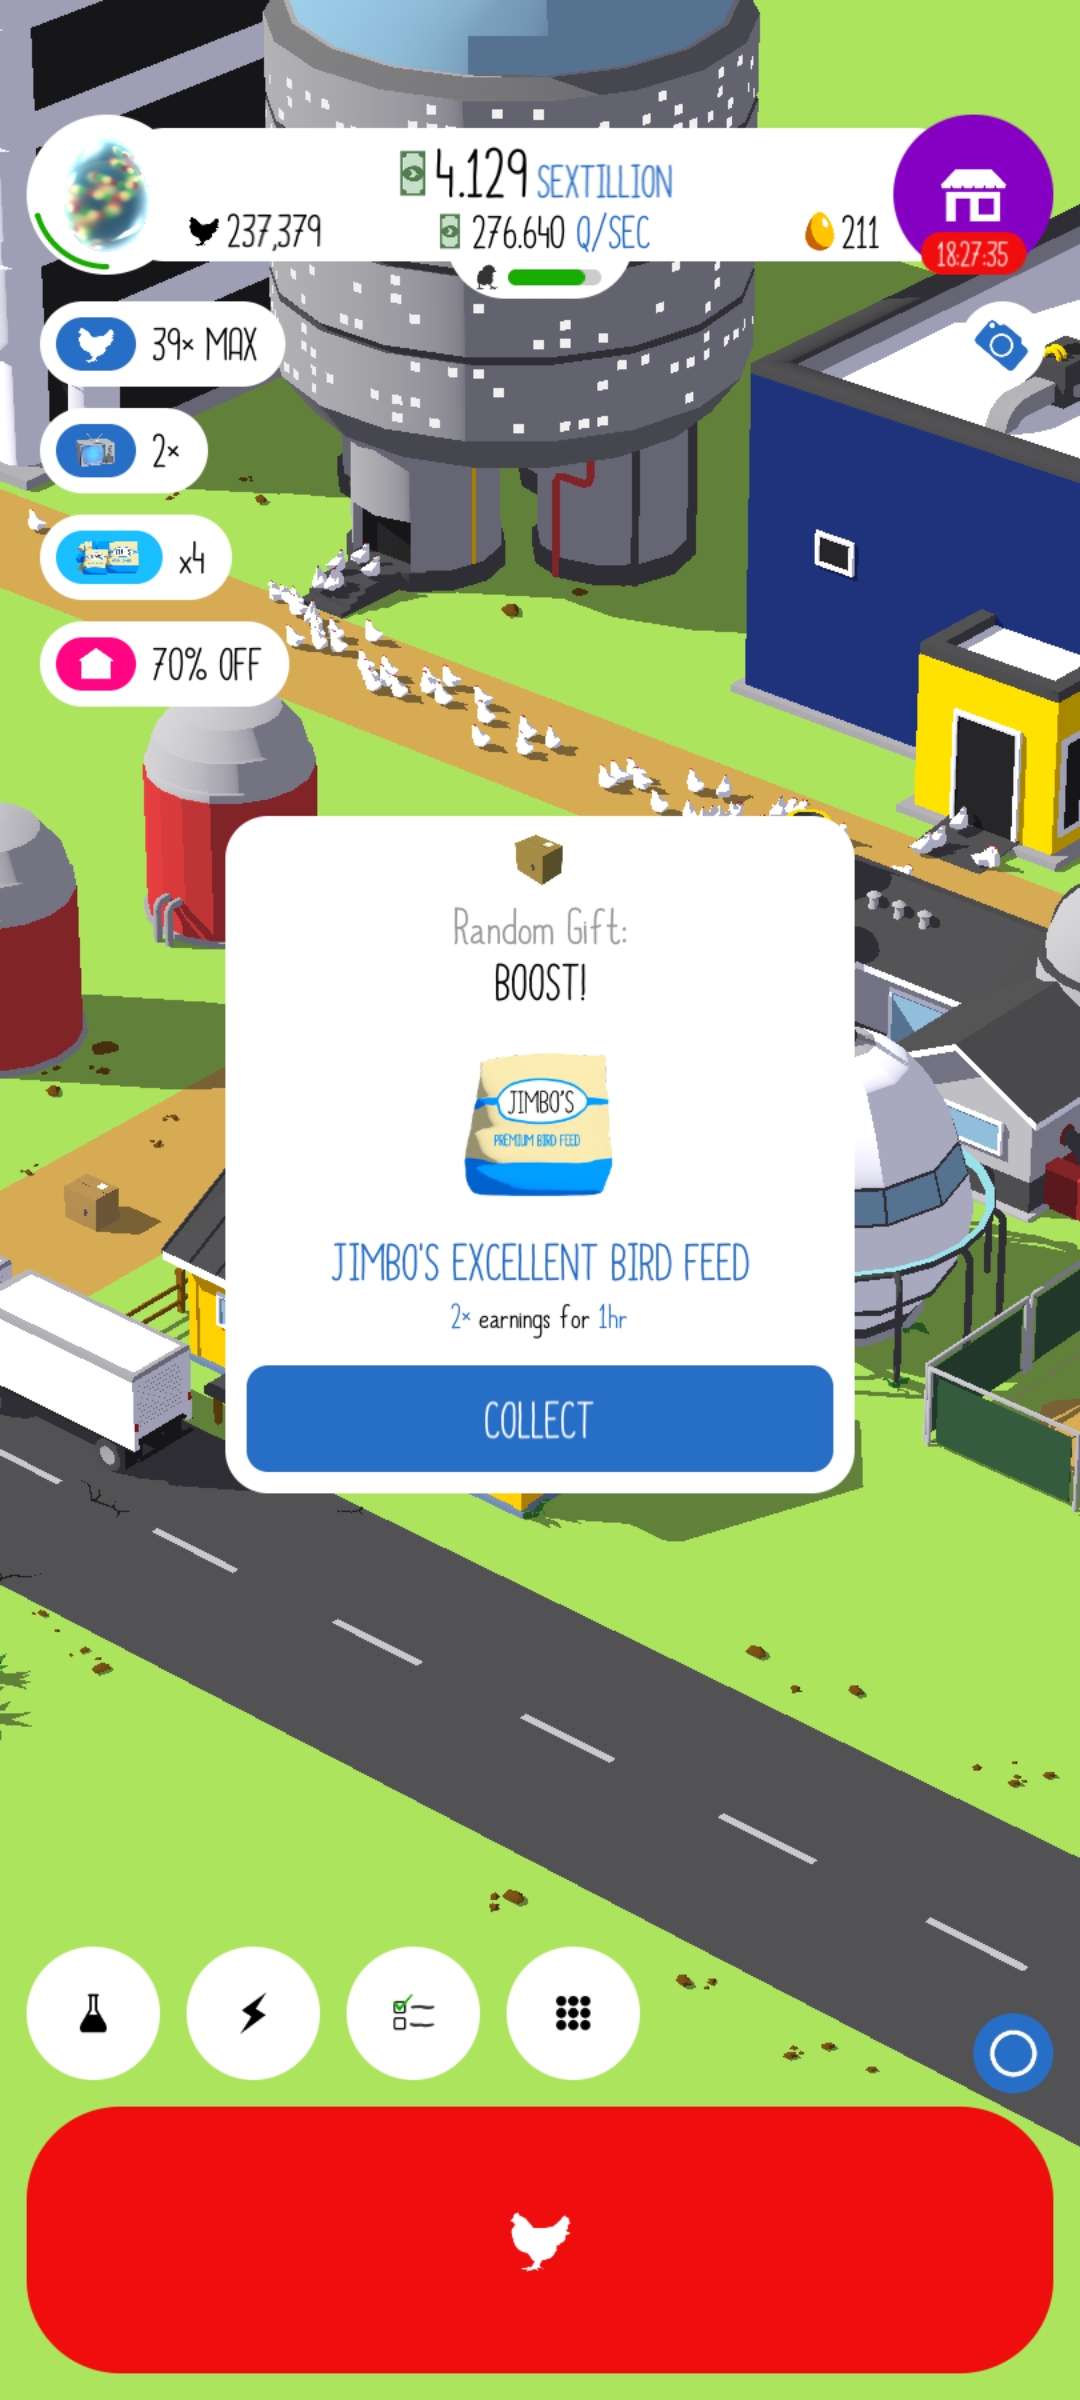 4.129 SEXTILLION
237,379
276.640 Q/SEC
211
18:27:35
39× MAX
2×
x4
70% OFF
Random Gift:
BOOST!
JIMBO'S
PREMIUM BIRD FEED
JIMBO'S EXCELLENT BIRD FEED
2× earnings for 1hr
COLLECT